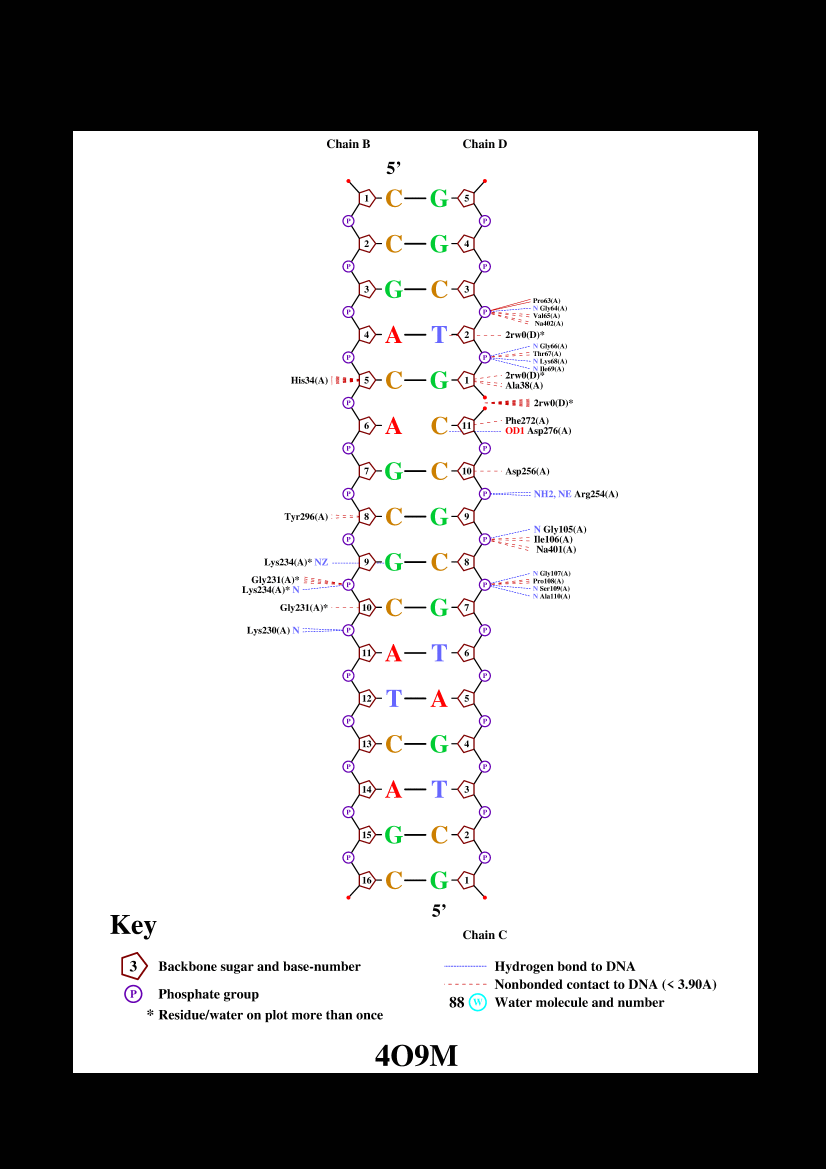 Chain B Chain D
5’
1 C G 5
P P
2 C G 4
P P
3 G C 3
Pro63(A)
P P N Gly64(A)
Val65(A)
Na402(A)
4 A T 2 2rw0(D)*
N Gly66(A)
P P Thr67(A)
N Lys68(A)
N Ile69(A)
2rw0(D)*
His34(A) 5 C G 1
Ala38(A)
P 2rw0(D)*
Phe272(A)
6 A C 11
OD1 Asp276(A)
P P
7 G C 10 Asp256(A)
P P NH2, NE Arg254(A)
Tyr296(A) 8 C G 9
N Gly105(A)
P P Ile106(A)
Na401(A)
Lys234(A)* NZ 9 G C 8
N Gly107(A)
Gly231(A)* Pro108(A)
P P
Lys234(A)* N N Ser109(A)
N Ala110(A)
Gly231(A)* 10 C G 7
Lys230(A) N P P
11 A T 6
P P
12 T A 5
P P
13 C G 4
P P
14 A T 3
P P
15 G C 2
P P
16 C G 1
5’
Key
Chain C
3 Backbone sugar and base-number
Hydrogen bond to DNA
Nonbonded contact to DNA (< 3.90A)
P Phosphate group
88 W Water molecule and number
* Residue/water on plot more than once
4O9M